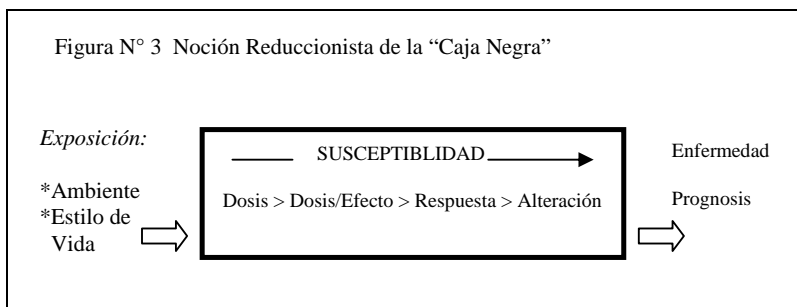 Figura N° 3 Noción Reduccionista de la “Caja Negra”
Exposición:
*Ambiente
*Estilo de
Vida
SUSCEPTIBLIDAD
Dosis > Dosis/Efecto > Respuesta > Alteración
Enfermedad
Prognosis